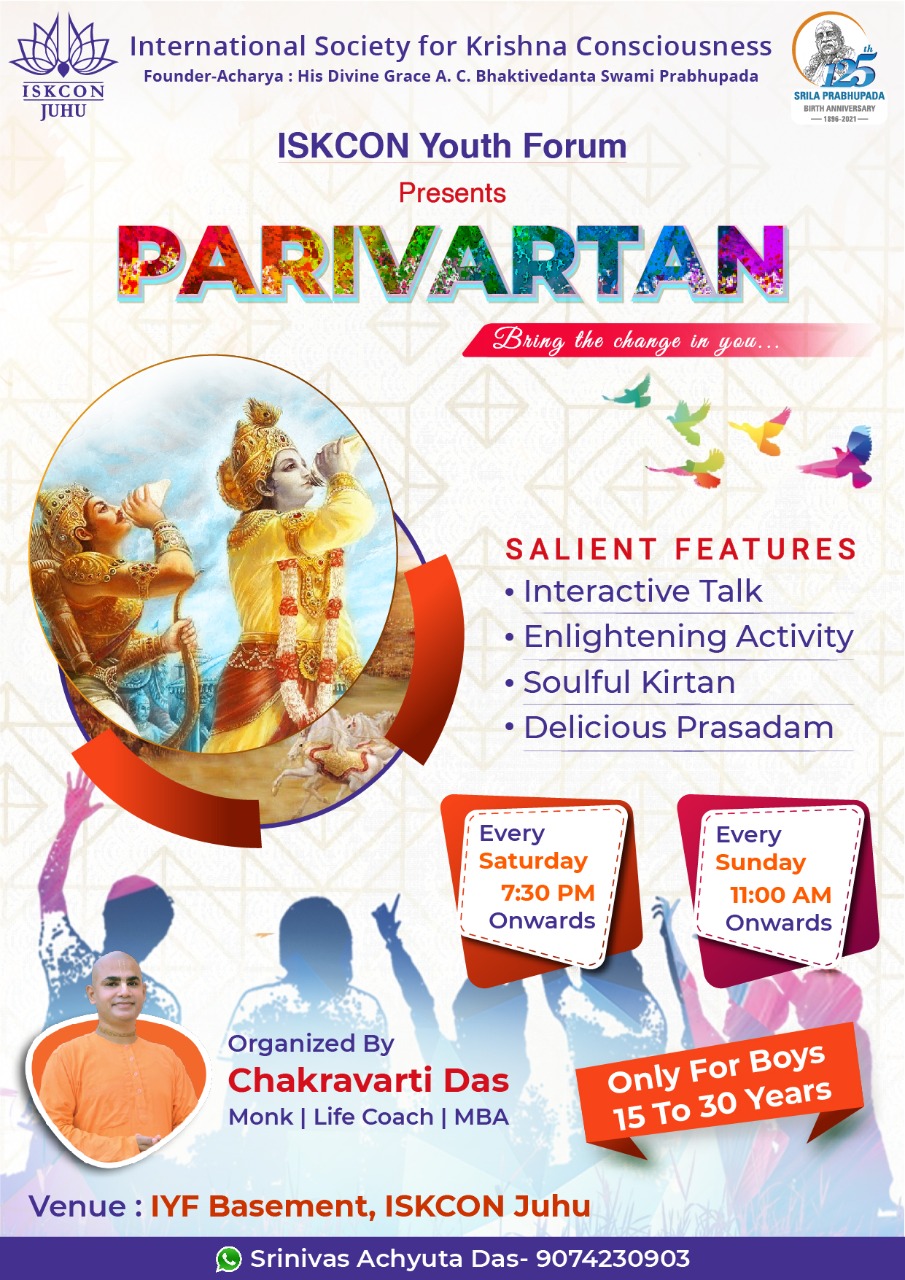 ISKCON
JUHU
International Society for Krishna Consciousness
Founder-Acharya : His Divine Grace A. C. Bhaktivedanta Swami Prabhupada
125th
SRILA PRABHUPADA
BIRTH ANNIVERSARY
1896-2021
ISKCON Youth Forum
Presents
PARIVARTAN
Bring the change in you...
SALIENT FEATURES
• Interactive Talk
• Enlightening Activity
• Soulful Kirtan
• Delicious Prasadam
Every
Saturday
7:30 PM
Onwards
Every
Sunday
11:00 AM
Onwards
Organized By
Chakravarti Das
Monk | Life Coach | MBA
Only For Boys
15 To 30 Years
Venue : IYF Basement, ISKCON Juhu
Srinivas Achyuta Das- 9074230903